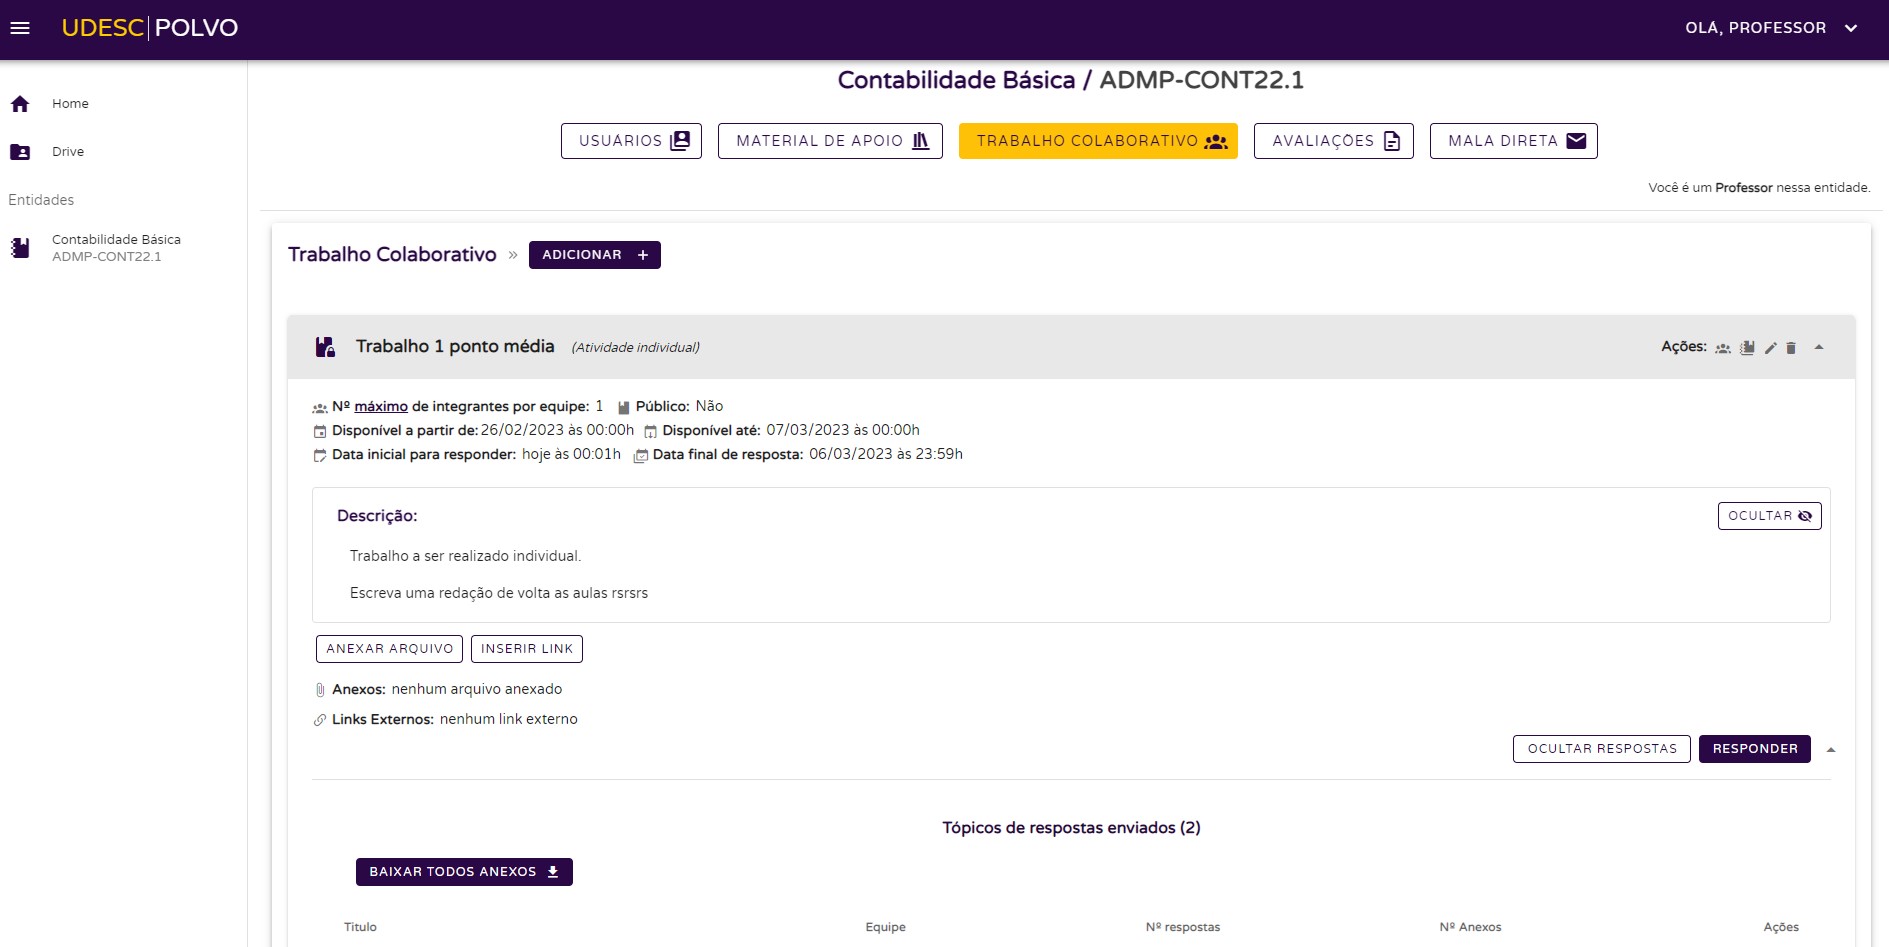 UDESC|POLVO
OLÁ, PROFESSOR
Home
Drive
Entidades
Contabilidade Básica
ADMP-CONT22.1
Contabilidade Básica / ADMP-CONT22.1
USUÁRIOS MATERIAL DE APOIO TRABALHO COLABORATIVO AVALIAÇÕES MALA DIRETA
Você é um Professor nessa entidade.
Trabalho Colaborativo » ADICIONAR +
Trabalho 1 ponto média (Atividade individual) Ações:
Nº máximo de integrantes por equipe: 1 Público: Não
Disponível a partir de: 26/02/2023 às 00:00h Disponível até: 07/03/2023 às 00:00h
Data inicial para responder: hoje às 00:01h Data final de resposta: 06/03/2023 às 23:59h
Descrição: OCULTAR
Trabalho a ser realizado individual.
Escreva uma redação de volta as aulas rsrsrs
ANEXAR ARQUIVO INSERIR LINK
Anexos: nenhum arquivo anexado
Links Externos: nenhum link externo
OCULTAR RESPOSTAS RESPONDER
Tópicos de respostas enviados (2)
BAIXAR TODOS ANEXOS
Titulo Equipe Nº respostas Nº Anexos Ações